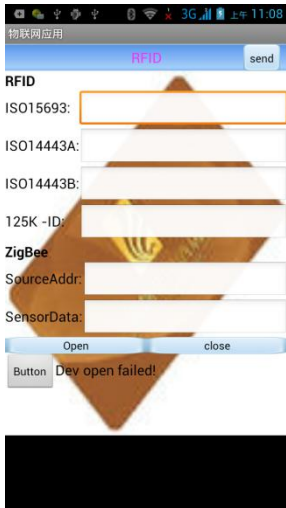 3G 上午 11:08
物联网应用
RFID send
RFID
ISO15693:
ISO14443A:
ISO14443B:
125K -ID:
ZigBee
SourceAddr:
SensorData:
Open close
Button Dev open failed!